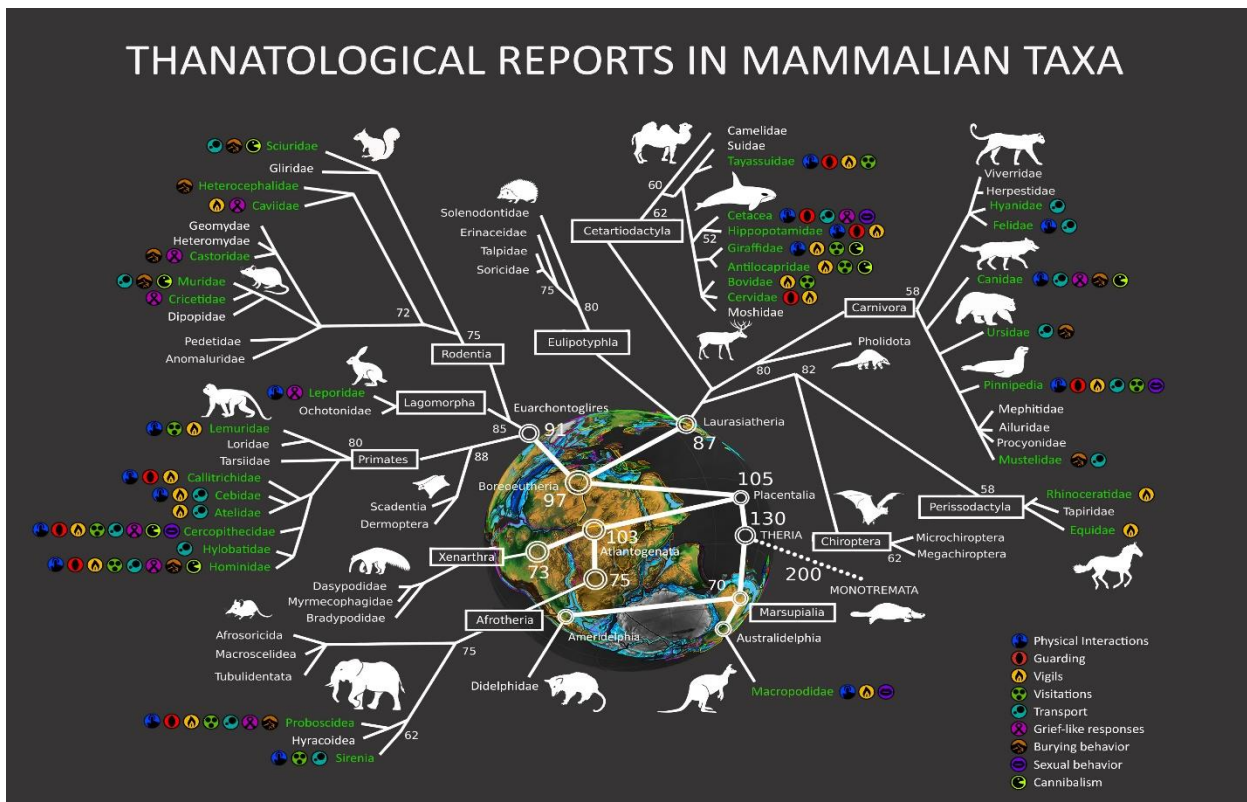 THANATOLOGICAL REPORTS IN MAMMALIAN TAXA
Sciuridae
Gliridae
Heterocephalidae
Caviidae
Geomydae
Heteromydae
Castoridae
Muridae
Cricetidae
Dipopidae
Pedetidae
Anomaluridae
72
75
Rodentia
Leporidae
Ochotonidae
Lagomorpha
Euarchontoglires
85
91
Lemuridae
Loridae
Tarsiidae
80
Primates
88
Callitrichidae
Cebidae
Atelidae
Cercopithecidae
Hylobatidae
Hominidae
Scadentia
Dermoptera
Xenarthra
73
Dasypodidae
Myrmecophagidae
Bradypodidae
Afrosoricida
Macroscelidea
Tubulidentata
Afrotheria
75
75
Proboscidea
Hyracoidea
Sirenia
62
Solenodontidae
Erinaceidae
Talpidae
Soricidae
75
80
Eulipotyphla
Camelidae
Suidae
Tayassuidae
60
62
Cetartiodactyla
Cetacea
Hippopotamidae
52
Giraffidae
Antilocapridae
Bovidae
Cervidae
Moshidae
Viverridae
Herpestidae
Hyanidae
Felidae
Canidae
58
Carnivora
Ursidae
Pholidota
80
82
Pinnipedia
Mephitidae
Ailuridae
Procyonidae
Mustelidae
Laurasiatheria
87
Boreoeutheria
97
105
Placentalia
103
Atlantogenata
130
THERIA
200
MONOTREMATA
58
Perissodactyla
Rhinoceratidae
Tapiridae
Equidae
Chiroptera
62
Microchiroptera
Megachiroptera
70
Marsupialia
Ameridelphia
Australidelphia
Didelphidae
Macropodidae
Physical Interactions
Guarding
Vigils
Visitations
Transport
Grief-like responses
Burying behavior
Sexual behavior
Cannibalism